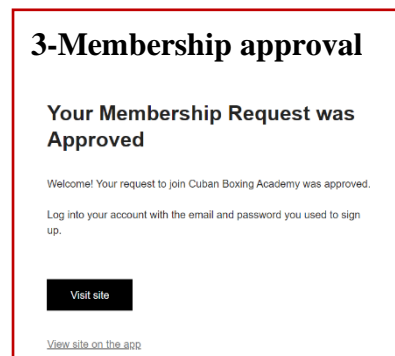 3-Membership approval
Your Membership Request was
Approved
Welcome! Your request to join Cuban Boxing Academy was approved.
Log into your account with the email and password you used to sign
up.
Visit site
View site on the app